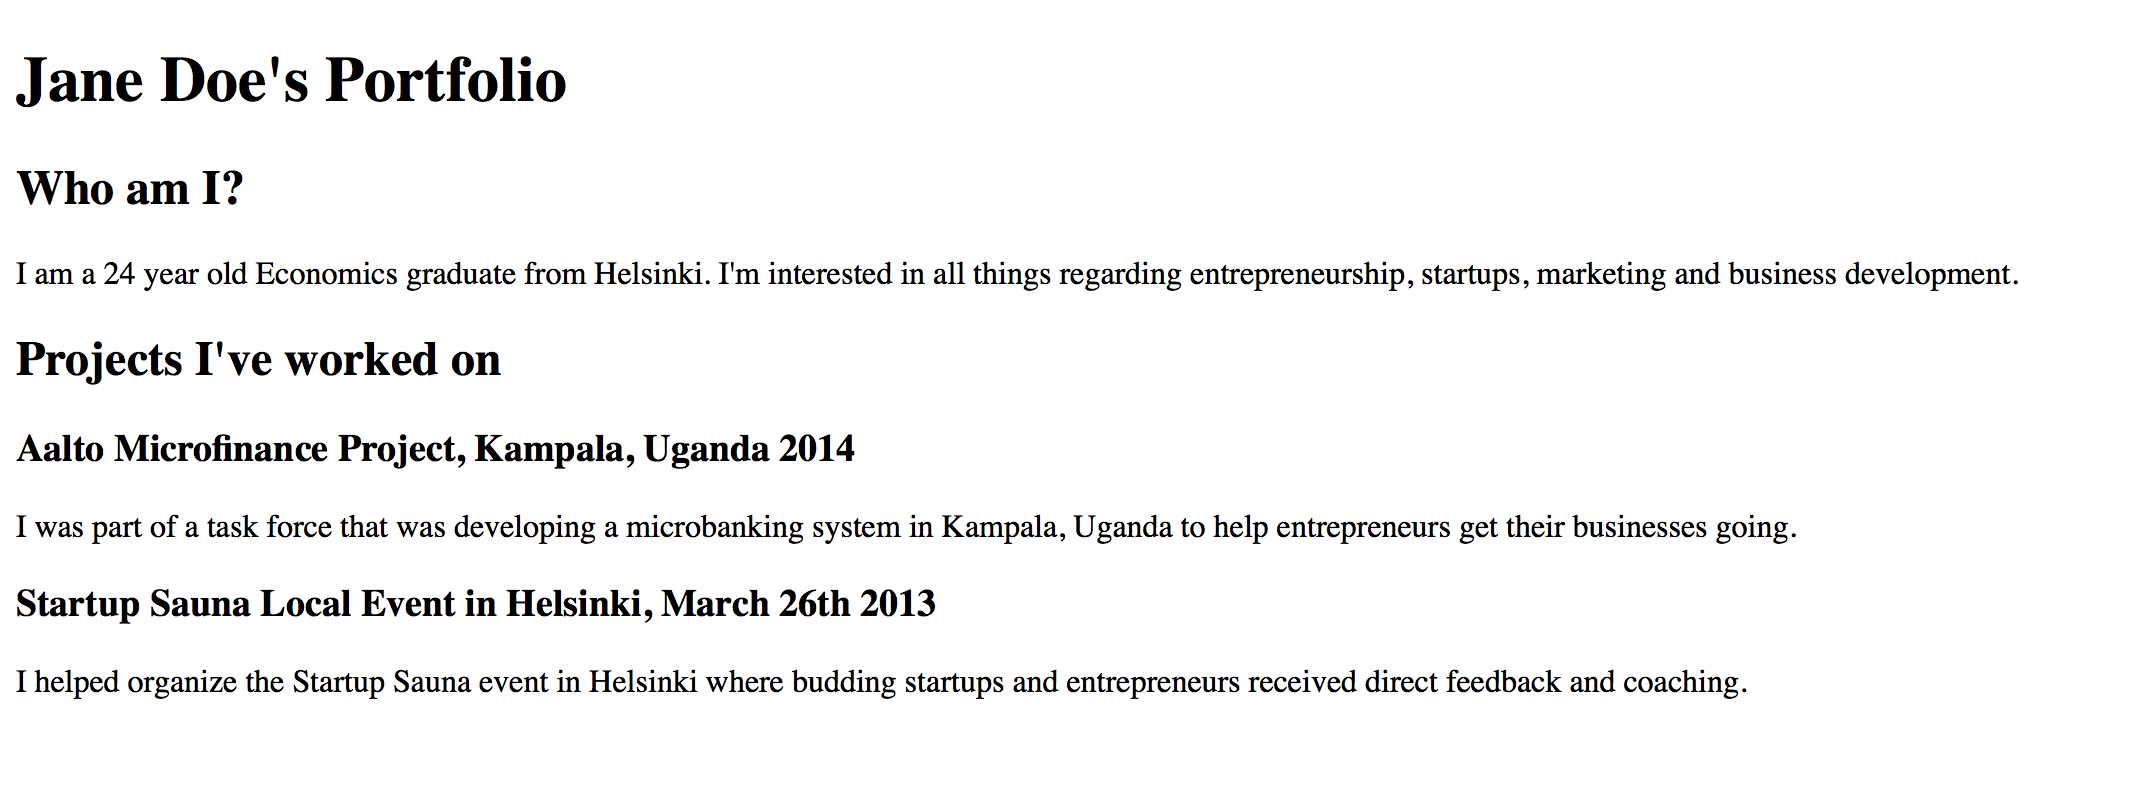 Jane Doe's Portfolio
Who am I?
I am a 24 year old Economics graduate from Helsinki. I'm interested in all things regarding entrepreneurship, startups, marketing and business development.
Projects I've worked on
Aalto Microfinance Project, Kampala, Uganda 2014
I was part of a task force that was developing a microbanking system in Kampala, Uganda to help entrepreneurs get their businesses going.
Startup Sauna Local Event in Helsinki, March 26th 2013
I helped organize the Startup Sauna event in Helsinki where budding startups and entrepreneurs received direct feedback and coaching.